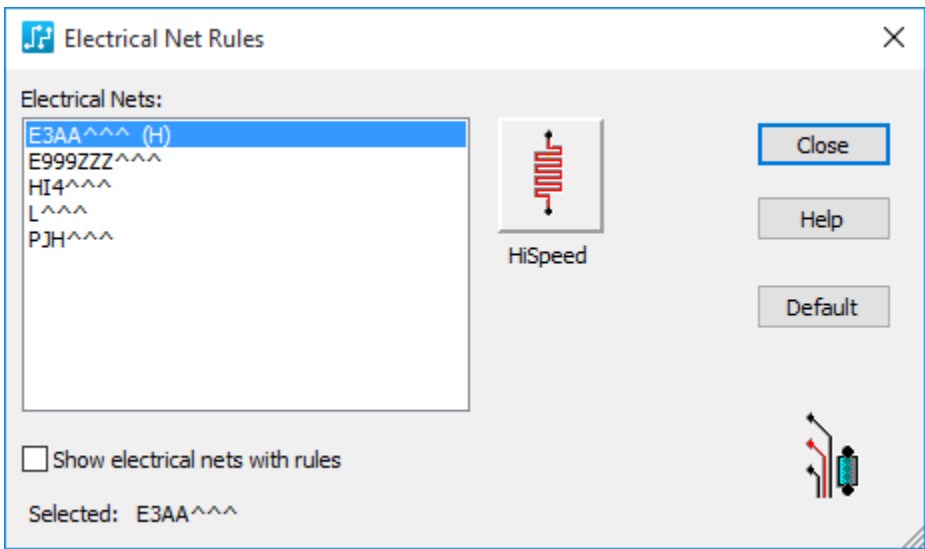 Electrical Net Rules
Electrical Nets:
E3AA^^^ (H)
E999ZZZ^^^
HI4^^^
L^^^
PJH^^^
HiSpeed
Close
Help
Default
Show electrical nets with rules
Selected: E3AA^^^